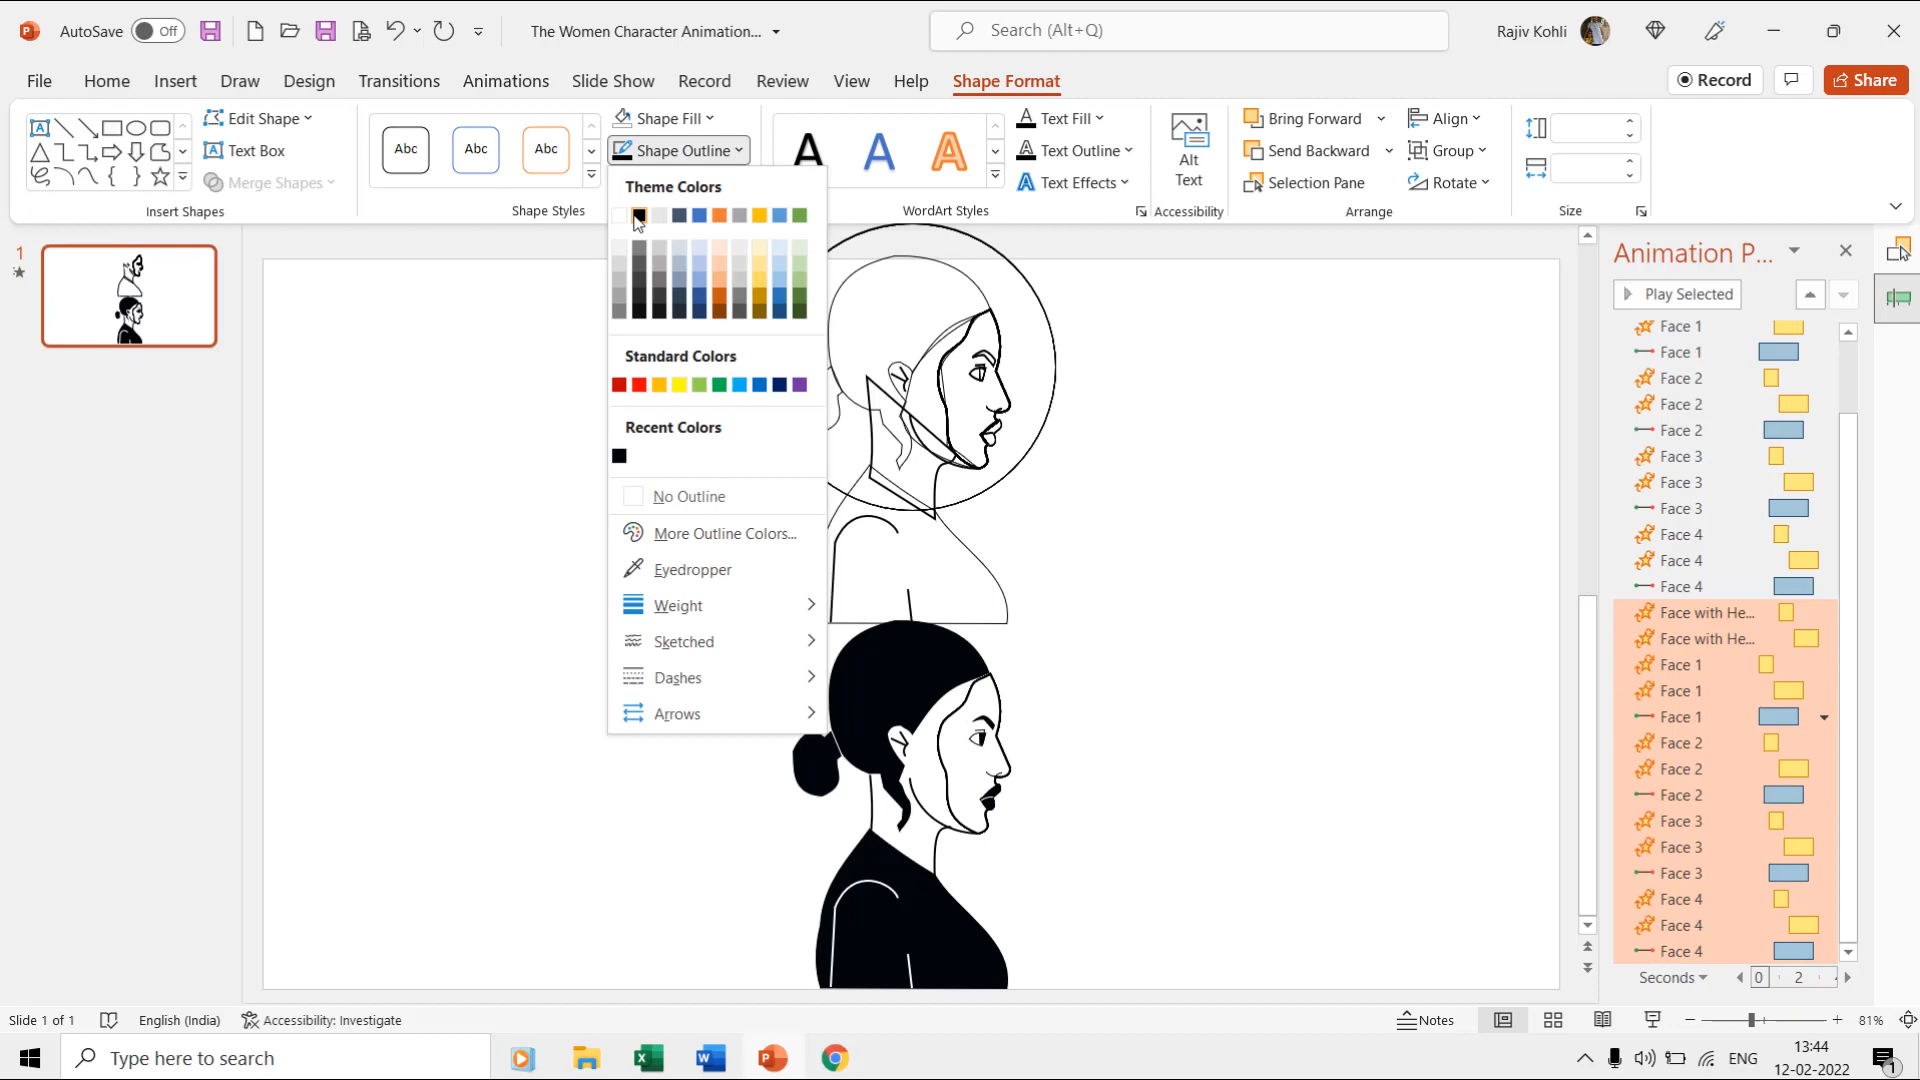 AutoSave Off
The Women Character Animation...
Search (Alt+Q)
Rajiv Kohli
File Home Insert Draw Design Transitions Animations Slide Show Record Review View Help Shape Format
Record
Share
Edit Shape
Text Box
Merge Shapes
Insert Shapes
Abc Abc Abc
Shape Fill
Shape Outline
Shape Styles
A A A
WordArt Styles
Text Fill
Text Outline
Text Effects
Alt
Text
Accessibility
Bring Forward
Send Backward
Selection Pane
Align
Group
Rotate
Arrange
Size
Theme Colors
Standard Colors
Recent Colors
No Outline
More Outline Colors...
Eyedropper
Weight
Sketched
Dashes
Arrows
1
Animation P...
Play Selected
Face 1
Face 1
Face 2
Face 2
Face 2
Face 3
Face 3
Face 3
Face 4
Face 4
Face 4
Face with He...
Face with He...
Face 1
Face 1
Face 1
Face 2
Face 2
Face 2
Face 3
Face 3
Face 3
Face 4
Face 4
Face 4
Seconds 0 2
Slide 1 of 1
English (India)
Accessibility: Investigate
Notes
81%
Type here to search
ENG
13:44
12-02-2022
1